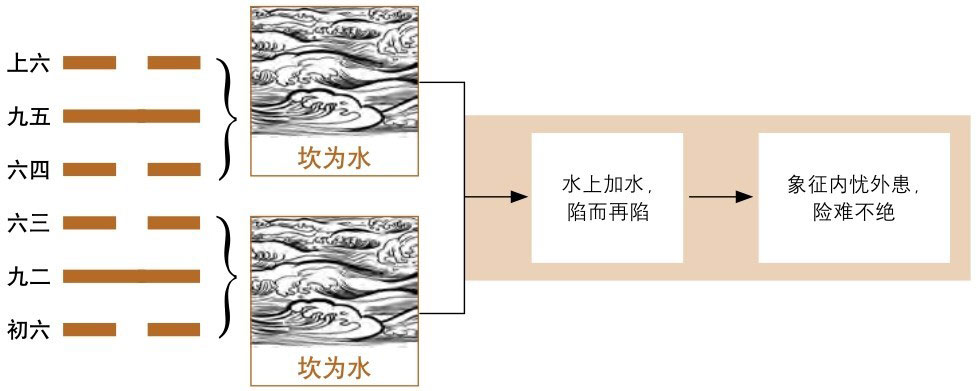 上六
九五
六四
六三
九二
初六
坎为水
坎为水
水上加水，
陷而再陷
象征内忧外患，
险难不绝